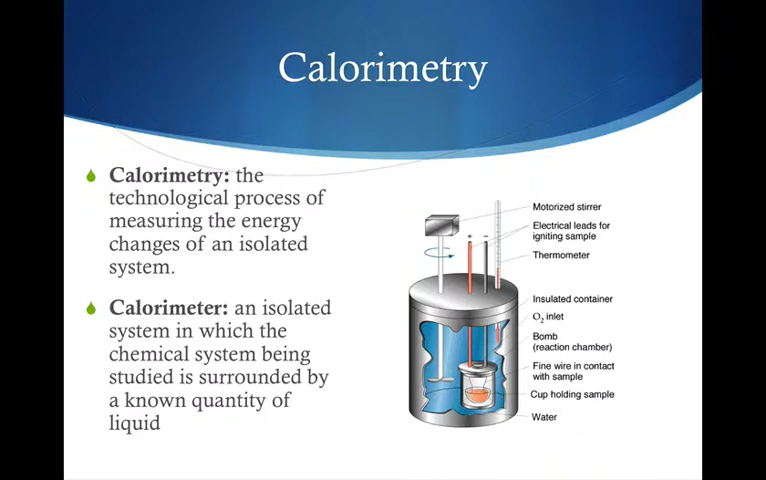 Calorimetry
Calorimetry: the
technological process of
measuring the energy
changes of an isolated
system.
Calorimeter: an isolated
system in which the
chemical system being
studied is surrounded by
a known quantity of
liquid
Motorized stirrer
Electrical leads for
igniting sample
Thermometer
Insulated container
O₂ inlet
Bomb
(reaction chamber)
Fine wire in contact
with sample
Cup holding sample
Water
+ −